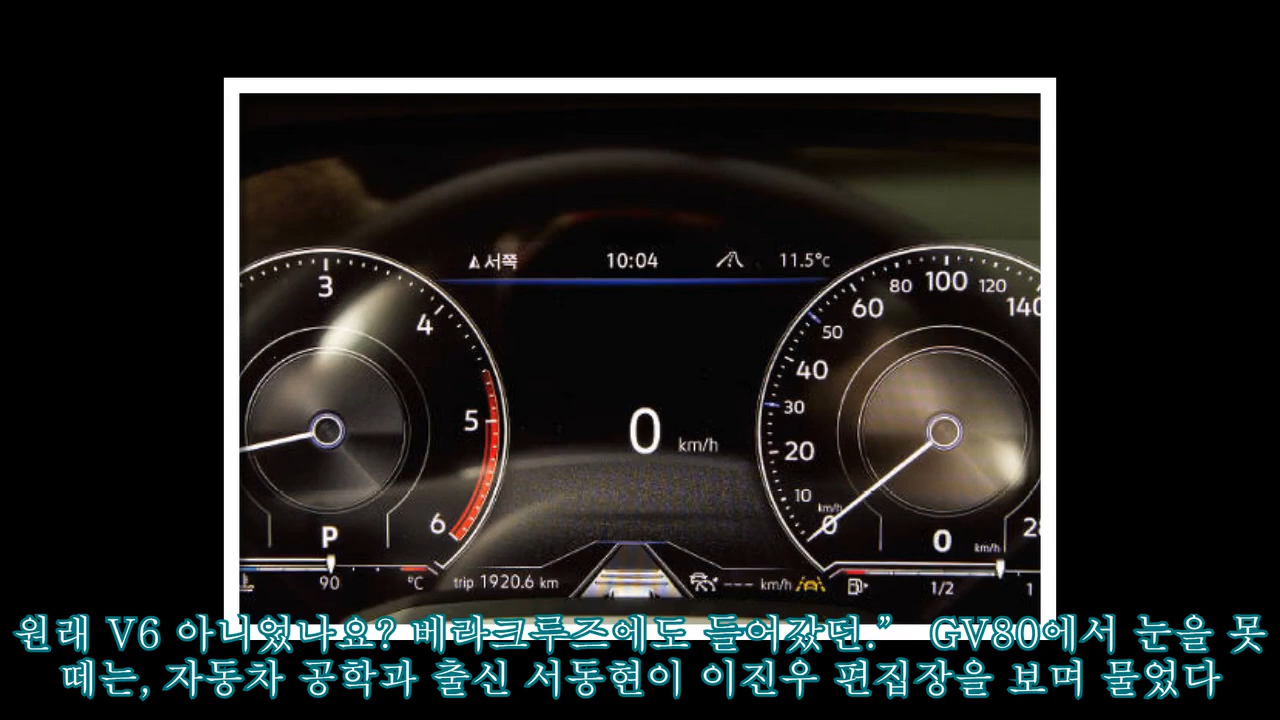 서쪽 10:04 11.5°c
3
4
5
6
P
90 °C
trip 1920.6 km
0 km/h
--- km/h
0
km/h
10
20
30
40
50
60
80
100
120
140
0 km/h
28
1/2 1
원래 V6 아니었나요? 베라크루즈에도 들어갔던.” GV80에서 눈을 못
떼는, 자동차 공학과 출신 서동현이 이진우 편집장을 보며 물었다